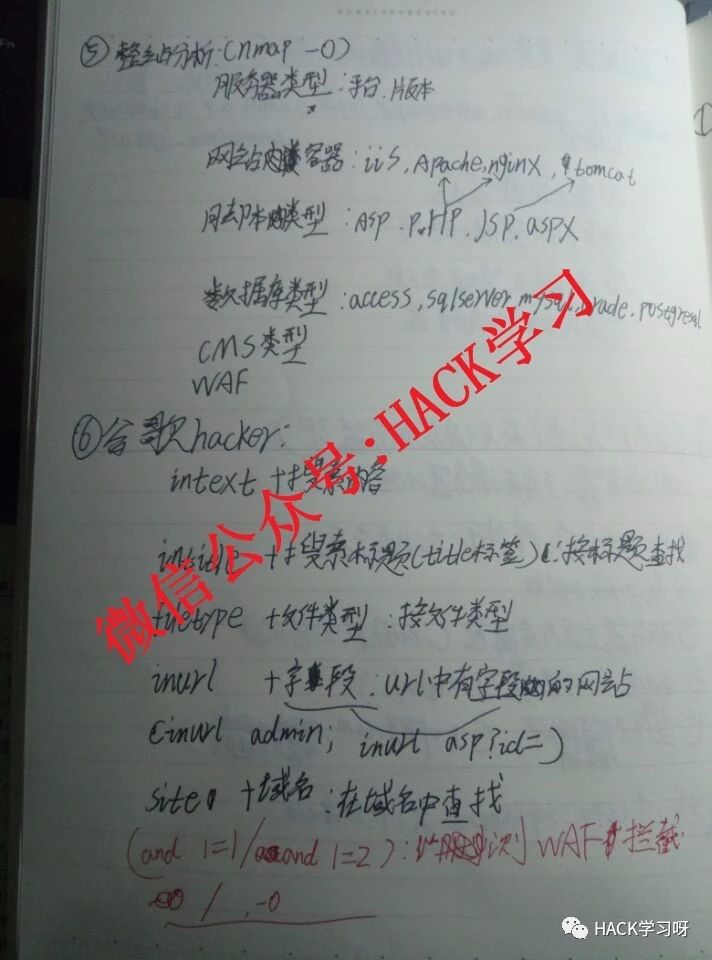 ⑤ 整站分析:(nmap -O)
服务器类型:平台.版本
网站容器:iis、Apache、nginx、tomcat
脚本类型:Asp.PHP、jsp、aspx
数据库类型:access、sqlserver、mysql、postgresql
CMS类型
WAF
⑥谷歌hacker:
intext +搜索内容
+搜索标题(title标签):按标题查找
filetype +文件类型:按文件类型
inurl +字段:url中有字段的网站
(inurl admin; inurl asp?id=)
site: +域名:在域名中查找
(and 1=1/and 1=2):测WAF拦截
/ , -0
微信公众号:HACK学习
HACK学习呀